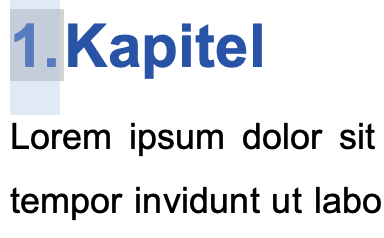 1.Kapitel
Lorem ipsum dolor sit
tempor invidunt ut labo